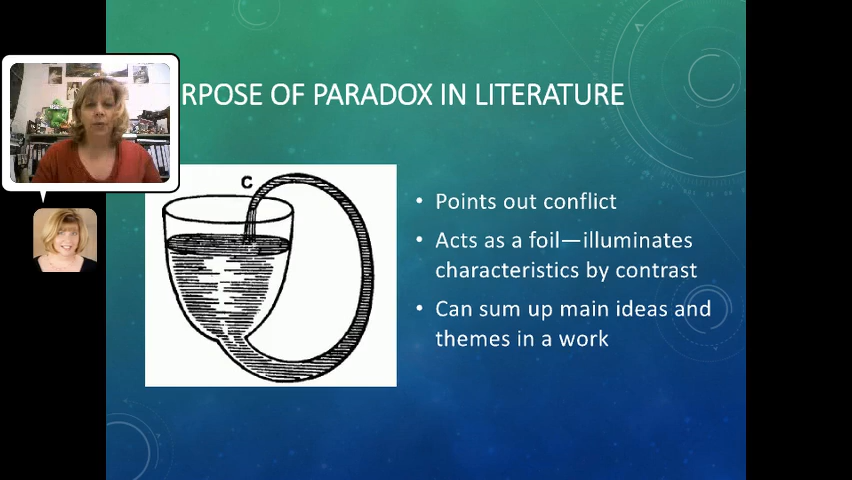 RPOSE OF PARADOX IN LITERATURE
C
• Points out conflict
• Acts as a foil—illuminates
characteristics by contrast
• Can sum up main ideas and
themes in a work